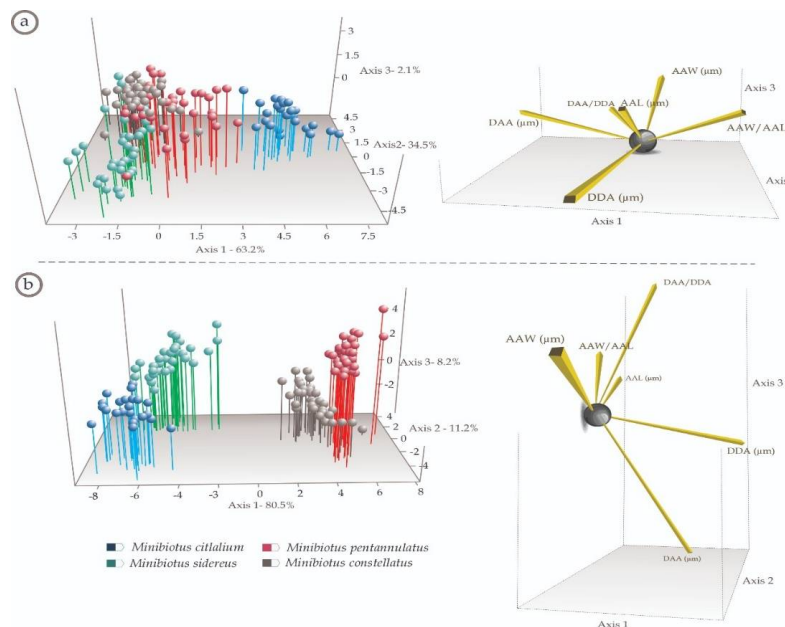 a
3
1.5
0
Axis 3- 2.1%
4.5
3
1.5
0
Axis2- 34.5%
-1.5
-3
-4.5
-3
-1.5
0
1.5
3
4.5
6
7.5
Axis 1 - 63.2%
AAW (μm)
Axis 3
DAA/DDA
AAL (μm)
DAA (μm)
AAW/AAL
Axis
DDA (μm)
Axis 1
b
4
2
0
Axis 3- 8.2%
-2
4
2
Axis 2 - 11.2%
0
-2
4
-8
-6
-4
-2
0
2
4
6
8
Axis 1- 80.5%
DAA/DDA
AAW (μm)
AAW/AAL
AAL (μm)
Axis 3
DDA (μm)
DAA (μm)
Axis 2
Axis 1
Minibiotus citlalium
Minibiotus pentannulatus
Minibiotus sidereus
Minibiotus constellatus